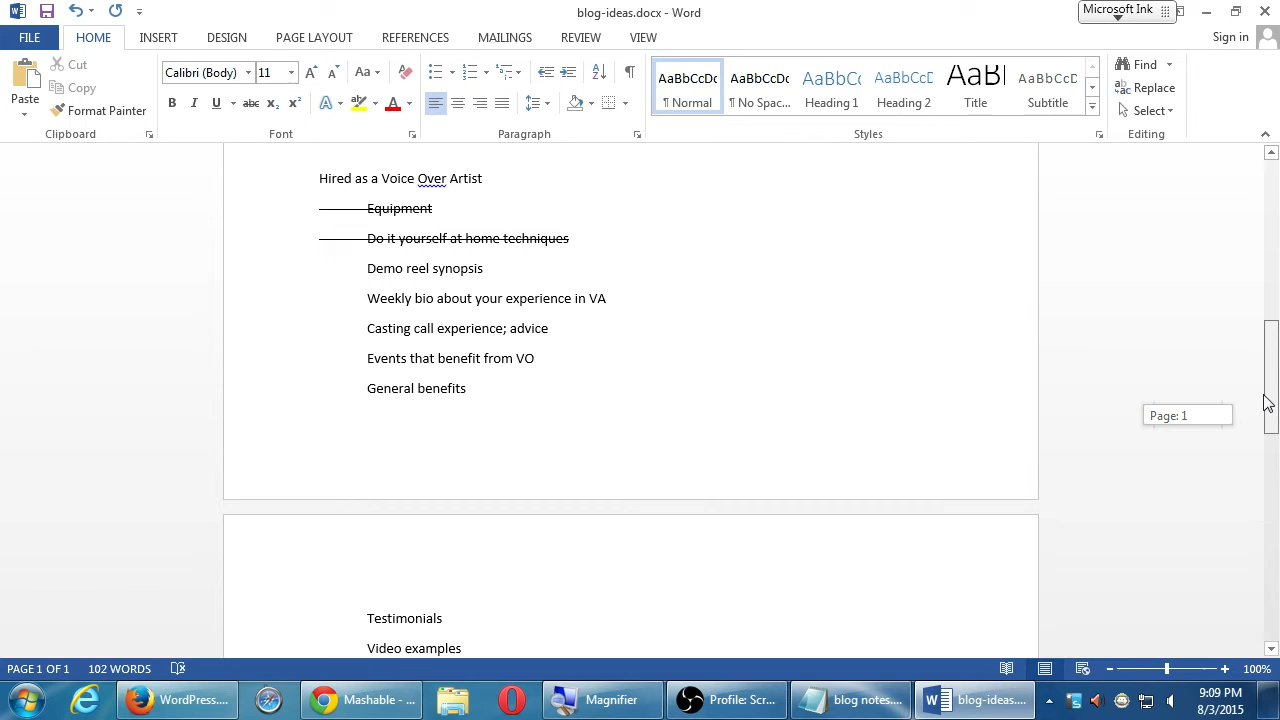 blog-ideas.docx - Word
Microsoft Ink
FILE HOME INSERT DESIGN PAGE LAYOUT REFERENCES MAILINGS REVIEW VIEW Sign in
Paste
Cut
Copy
Format Painter
Clipboard
Calibri (Body) 11
Font
Paragraph
AaBbCcDc AaBbCcDc AaBbCc AaBbCcD AaB AaBbCcD
¶ Normal ¶ No Spac... Heading 1 Heading 2 Title Subtitle
Styles
Find
Replace
Select
Editing
Hired as a Voice Over Artist
Equipment
Do it yourself at home techniques
Demo reel synopsis
Weekly bio about your experience in VA
Casting call experience; advice
Events that benefit from VO
General benefits
Page: 1
Testimonials
Video examples
PAGE 1 OF 1 102 WORDS 100%
WordPress.... Mashable - ... Magnifier Profile: Scr... blog notes.... blog-ideas....
9:09 PM
8/3/2015